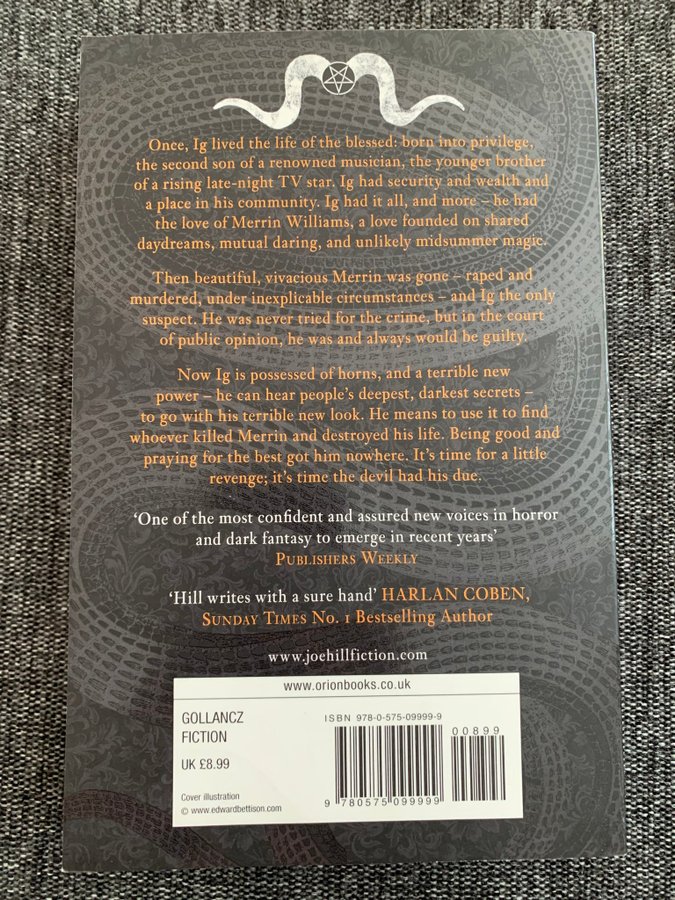 Once, Ig lived the life of the blessed: born into privilege,
the second son of a renowned musician, the younger brother
of a rising late-night TV star. Ig had security and wealth and
a place in his community. Ig had it all, and more – he had
the love of Merrin Williams, a love founded on shared
daydreams, mutual daring, and unlikely midsummer magic.
Then beautiful, vivacious Merrin was gone – raped and
murdered, under inexplicable circumstances – and Ig the only
suspect. He was never tried for the crime, but in the court
of public opinion, he was and always would be guilty.
Now Ig is possessed of horns, and a terrible new
power – he can hear people's deepest, darkest secrets –
to go with his terrible new look. He means to use it to find
whoever killed Merrin and destroyed his life. Being good and
praying for the best got him nowhere. It's time for a little
revenge; it's time the devil had his due.
'One of the most confident and assured new voices in horror
and dark fantasy to emerge in recent years'
PUBLISHERS WEEKLY
'Hill writes with a sure hand' HARLAN COBEN,
SUNDAY TIMES NO. 1 Bestselling Author
www.joehillfiction.com
www.orionbooks.co.uk
GOLLANCZ
FICTION
UK £8.99
Cover illustration
© www.edwardbettison.com
ISBN 978-0-575-09999-9
00899
9 780575 099999